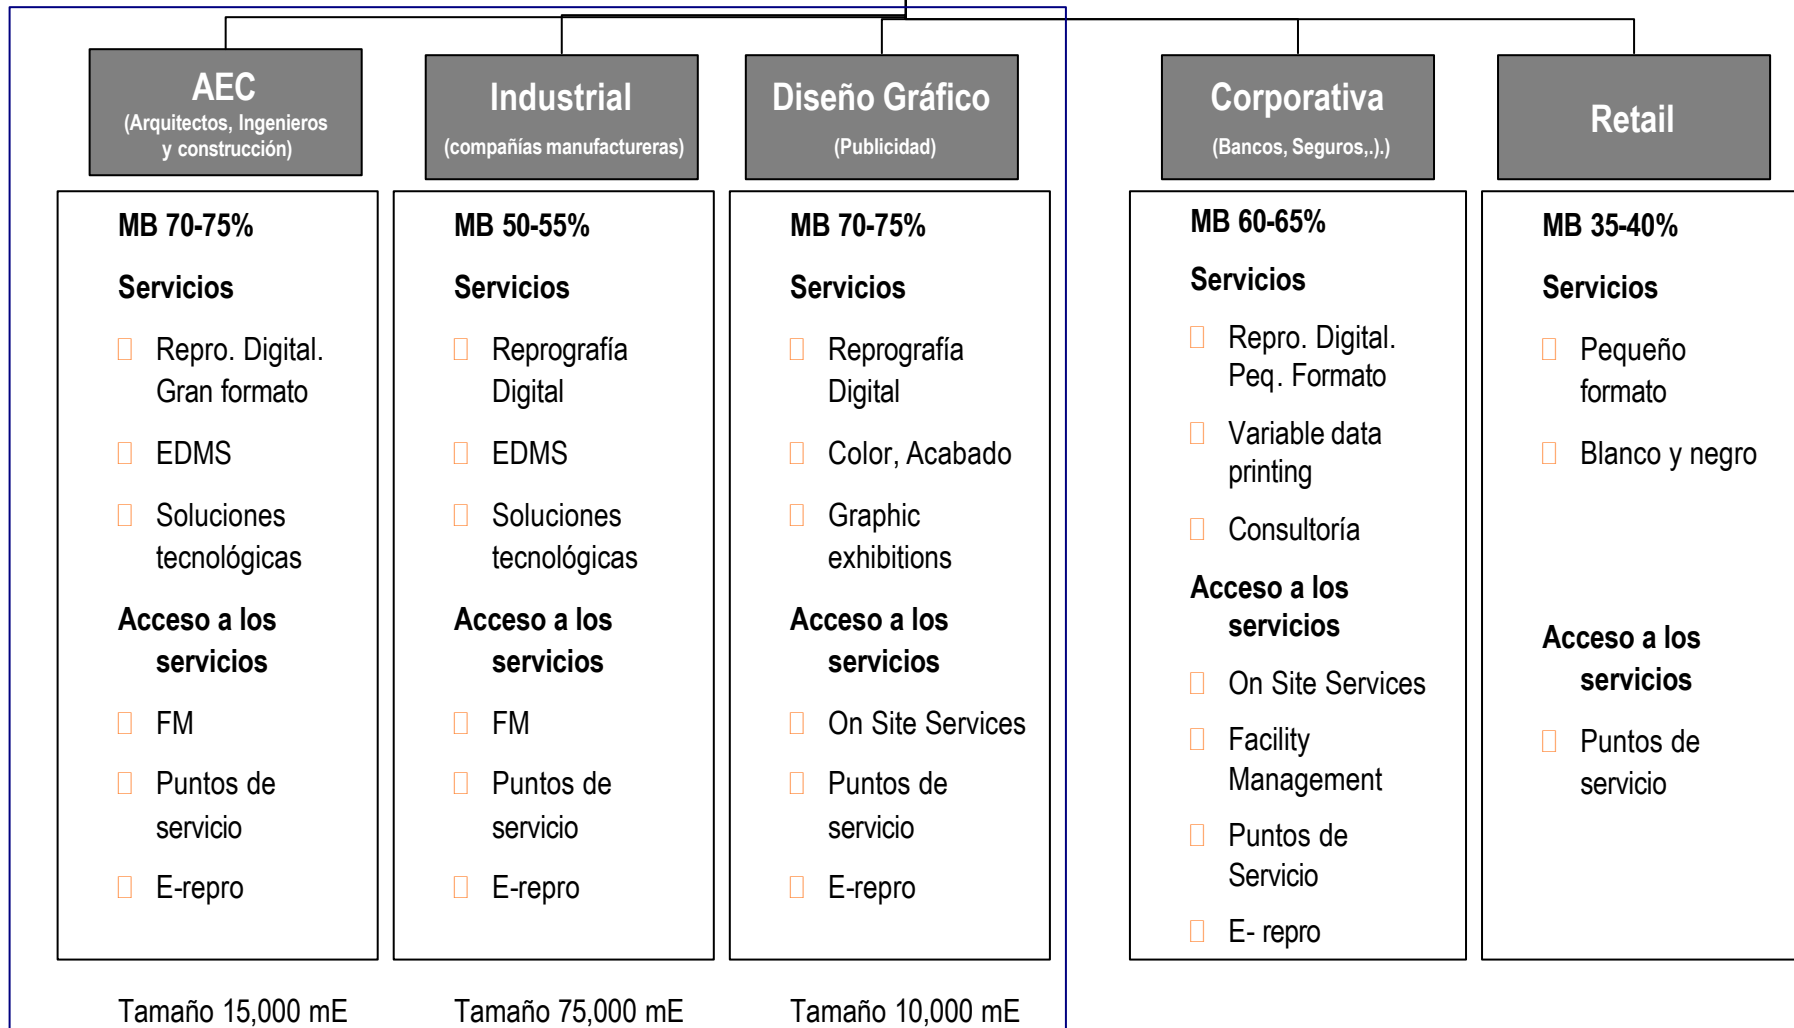 AEC
(Arquitectos, Ingenieros
y construcción)
MB 70-75%
Servicios
Repro. Digital.
Gran formato
EDMS
Soluciones
tecnológicas
Acceso a los
servicios
FM
Puntos de
servicio
E-repro
Tamaño 15,000 mE
Industrial
(compañías manufactureras)
MB 50-55%
Servicios
Reprografía
Digital
EDMS
Soluciones
tecnológicas
Acceso a los
servicios
FM
Puntos de
servicio
E-repro
Tamaño 75,000 mE
Diseño Gráfico
(Publicidad)
MB 70-75%
Servicios
Reprografía
Digital
Color, Acabado
Graphic
exhibitions
Acceso a los
servicios
On Site Services
Puntos de
servicio
E-repro
Tamaño 10,000 mE
Corporativa
(Bancos, Seguros,.).)
MB 60-65%
Servicios
Repro. Digital.
Peq. Formato
Variable data
printing
Consultoría
Acceso a los
servicios
On Site Services
Facility
Management
Puntos de
Servicio
E- repro
Retail
MB 35-40%
Servicios
Pequeño
formato
Blanco y negro
Acceso a los
servicios
Puntos de
servicio